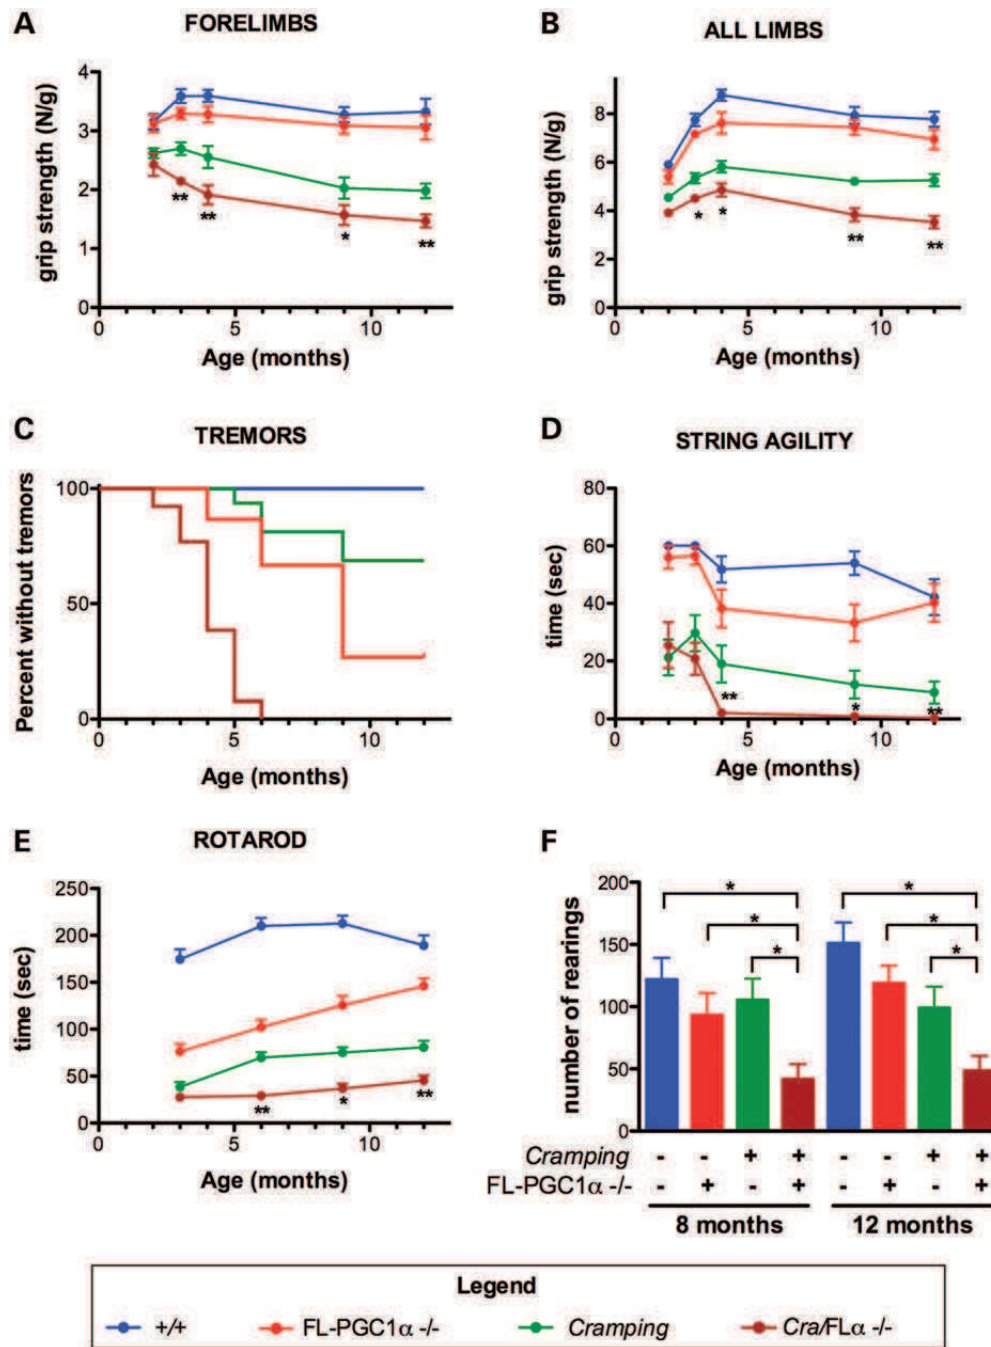 A FORELIMBS
grip strength (N/g)
4
3
2
1
0
** ** * **
0 5 10
Age (months)
B ALL LIMBS
grip strength (N/g)
8
6
4
2
0
* * ** **
0 5 10
Age (months)
C TREMORS
Percent without tremors
100
50
0
0 5 10
Age (months)
D STRING AGILITY
time (sec)
80
60
40
20
0
** * **
0 5 10
Age (months)
E ROTAROD
time (sec)
250
200
150
100
50
0
** * **
0 5 10
Age (months)
F
number of rearings
200
150
100
50
0
* *
* *
* *
Cramping - - + + - - + +
FL-PGC1α -/- - + - + - + - +
8 months 12 months
Legend
+/+ FL-PGC1α -/- Cramping Cra/FLα -/-